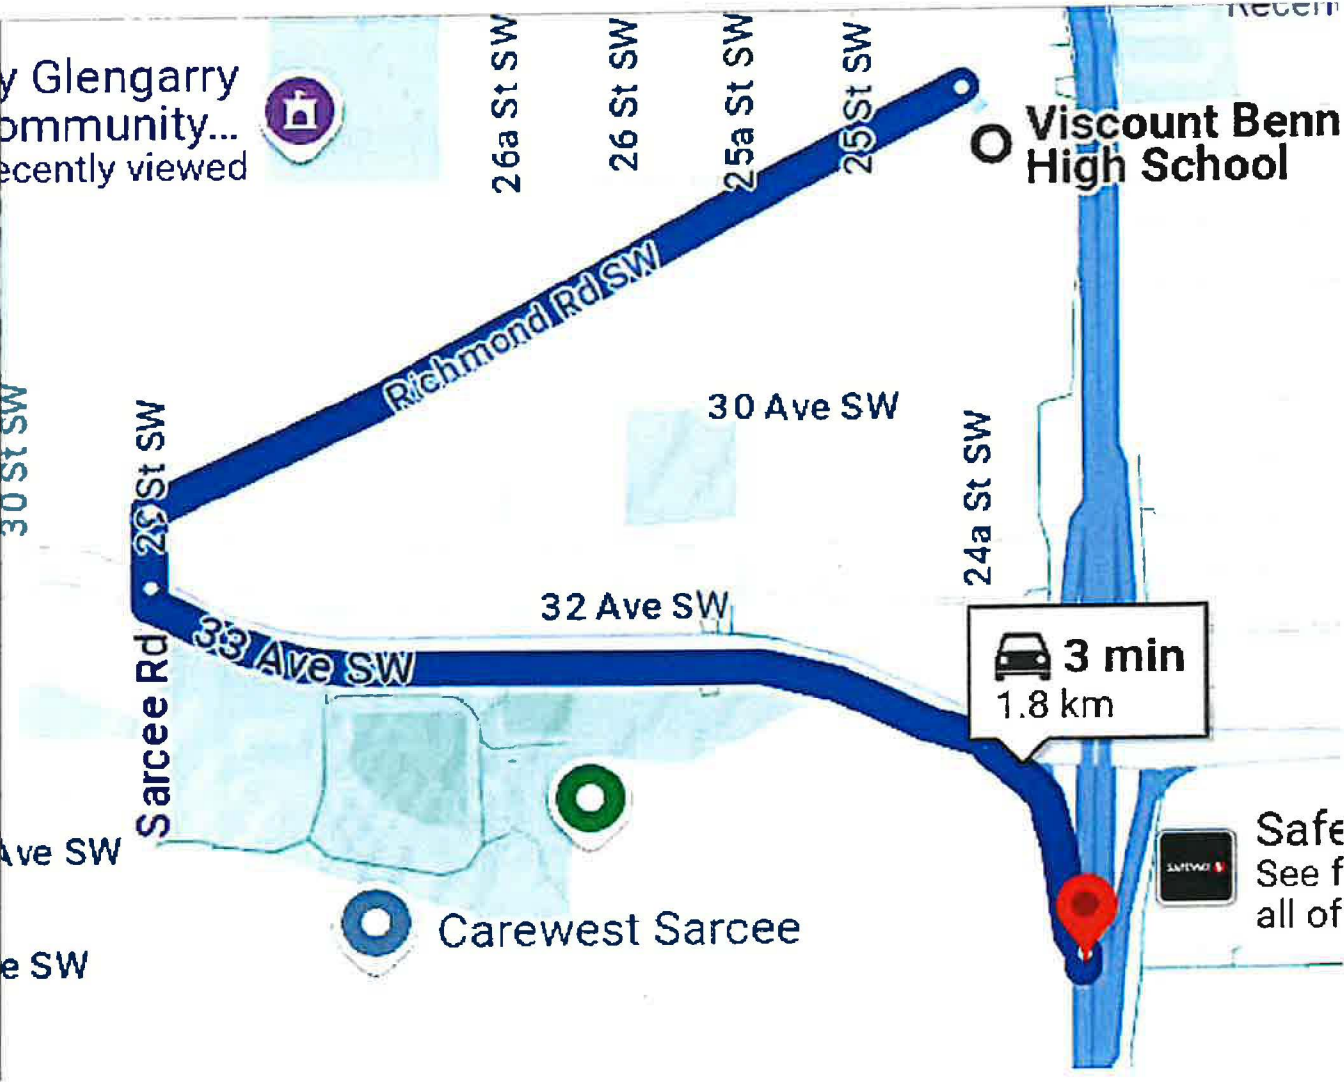 Recen
y Glengarry
ommunity...
ecently viewed
26a St SW
26 St SW
25a St SW
25 St SW
Viscount Benn
High School
Richmond Rd SW
30 St SW
29 St SW
30 Ave SW
24a St SW
32 Ave SW
33 Ave SW
3 min
1.8 km
Sarcee Rd
Ave SW
Safe
See f
all of
SAFEWAY
Carewest Sarcee
e SW